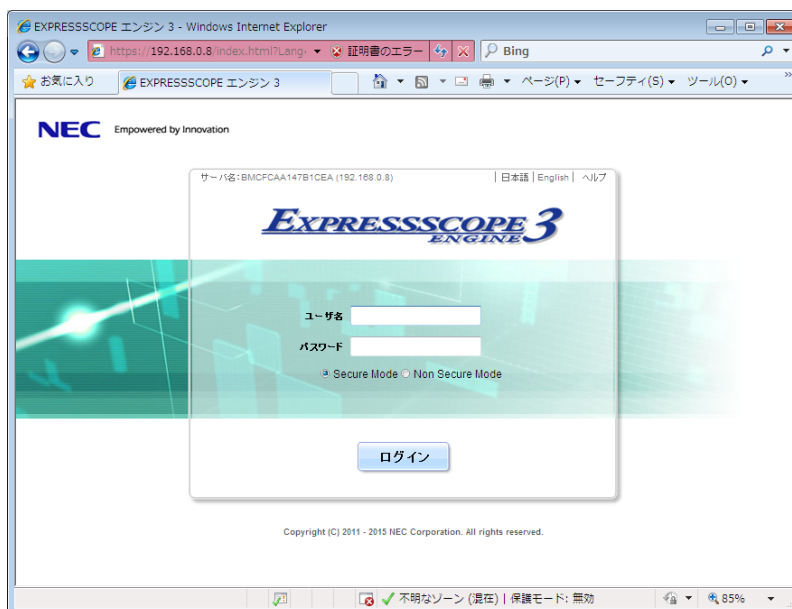 EXPRESSSCOPE エンジン 3 - Windows Internet Explorer
https://192.168.0.8/index.html?Lang 証明書のエラー Bing
お気に入り EXPRESSSCOPE エンジン 3 ページ(P) セーフティ(S) ツール(O) »
NEC Empowered by Innovation
サーバ名:BMCFCAA147B1CEA (192.168.0.8) | 日本語 | English | ヘルプ
EXPRESSSCOPE 3
ENGINE
ユーザ名
パスワード
Secure Mode Non Secure Mode
ログイン
Copyright (C) 2011 - 2015 NEC Corporation. All rights reserved.
不明なゾーン (混在) | 保護モード: 無効 85%